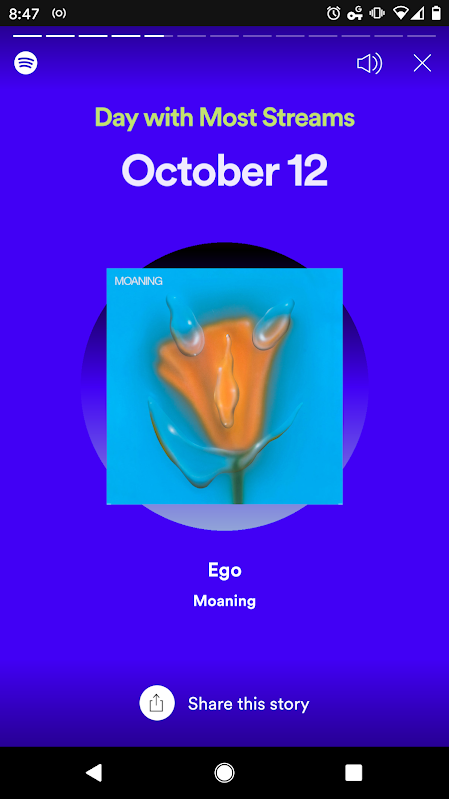 8:47
G
Day with Most Streams
October 12
MOANING
Ego
Moaning
Share this story